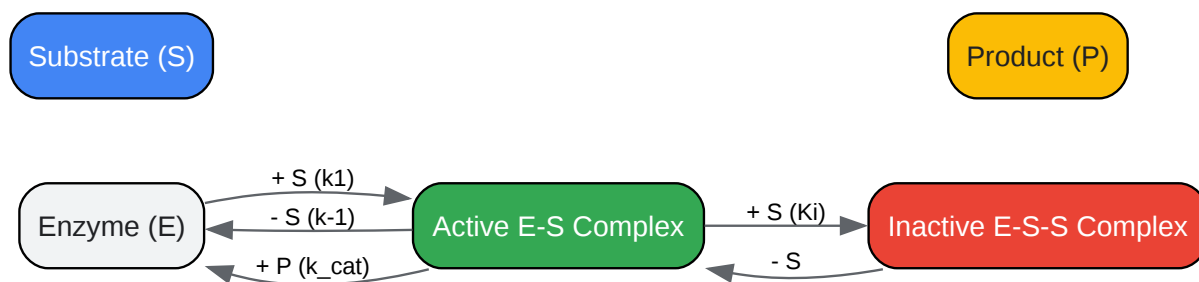 Substrate (S)
Product (P)
+ S (k1)
Enzyme (E)
- S (k-1)
Active E-S Complex
+ S (Ki)
Inactive E-S-S Complex
+ P (k_cat)
- S